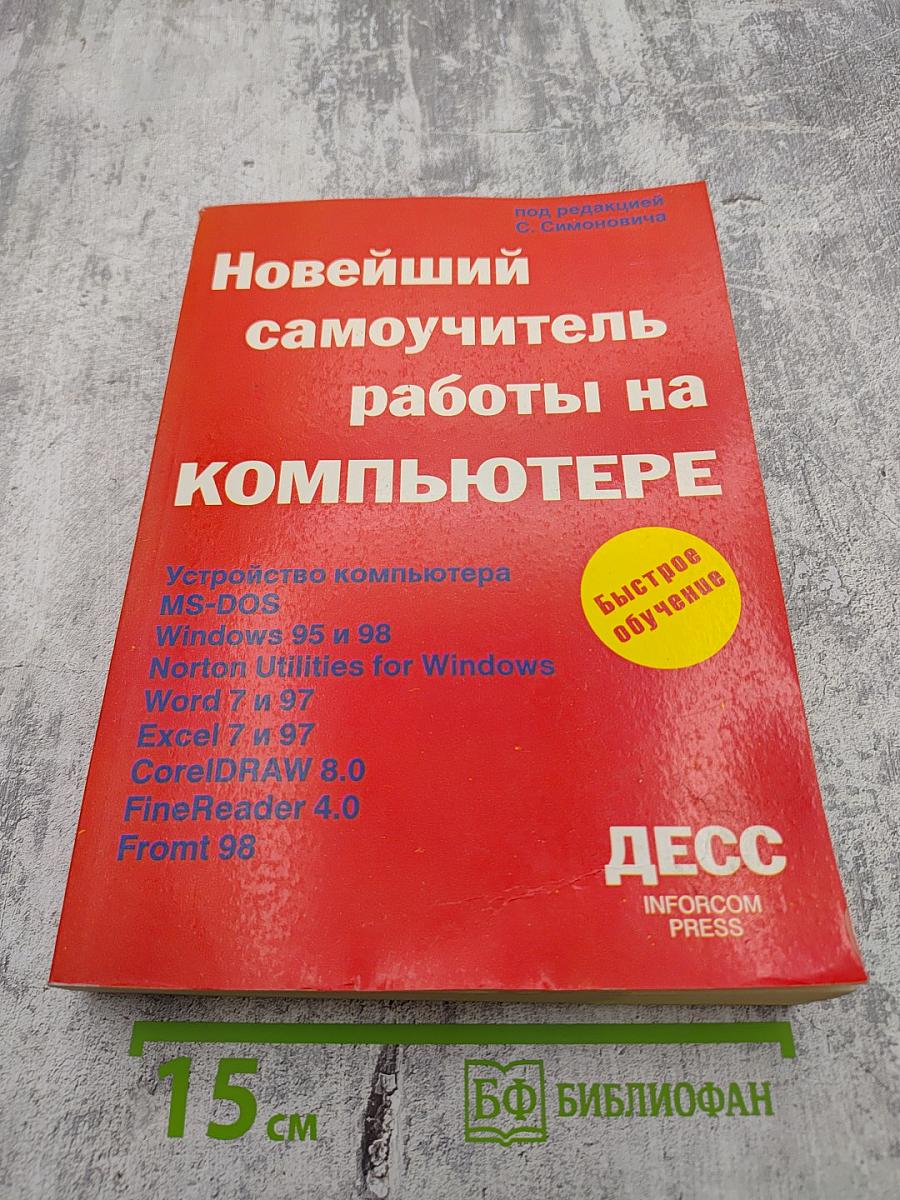 под редакцией
С. Симоновича
Новейший
самоучитель
работы на
КОМПЬЮТЕРЕ
Быстрое
обучение
Устройство компьютера
MS-DOS
Windows 95 и 98
Norton Utilities for Windows
Word 7 и 97
Excel 7 и 97
CorelDRAW 8.0
FineReader 4.0
Fromt 98
ДЕСС
INFORCOM
PRESS
15 см
БФ БИБЛИОФАН